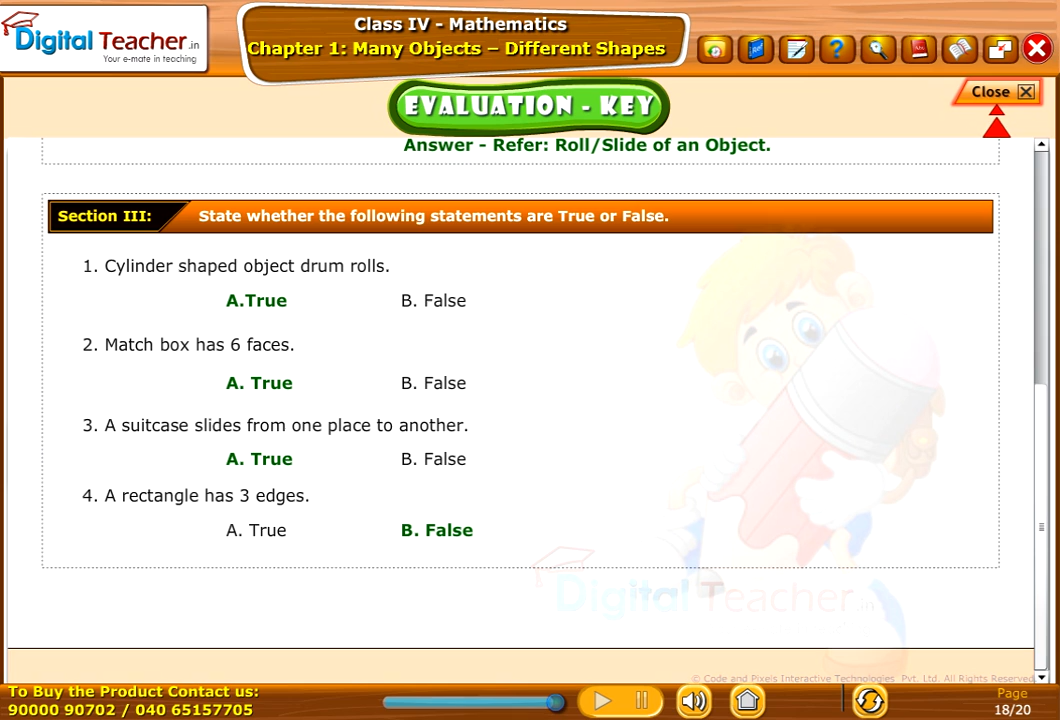 Digital Teacher.in
Your e-mate in teaching
Class IV - Mathematics
Chapter 1: Many Objects – Different Shapes
EVALUATION - KEY
Close
Answer - Refer: Roll/Slide of an Object.
Section III: State whether the following statements are True or False.
1. Cylinder shaped object drum rolls.
A.True B. False
2. Match box has 6 faces.
A. True B. False
3. A suitcase slides from one place to another.
A. True B. False
4. A rectangle has 3 edges.
A. True B. False
Digital Teacher.in
© Code and Pixels Interactive Technologies Pvt. Ltd. All Rights Reserved.
To Buy the Product Contact us:
90000 90702 / 040 65157705
Page
18/20